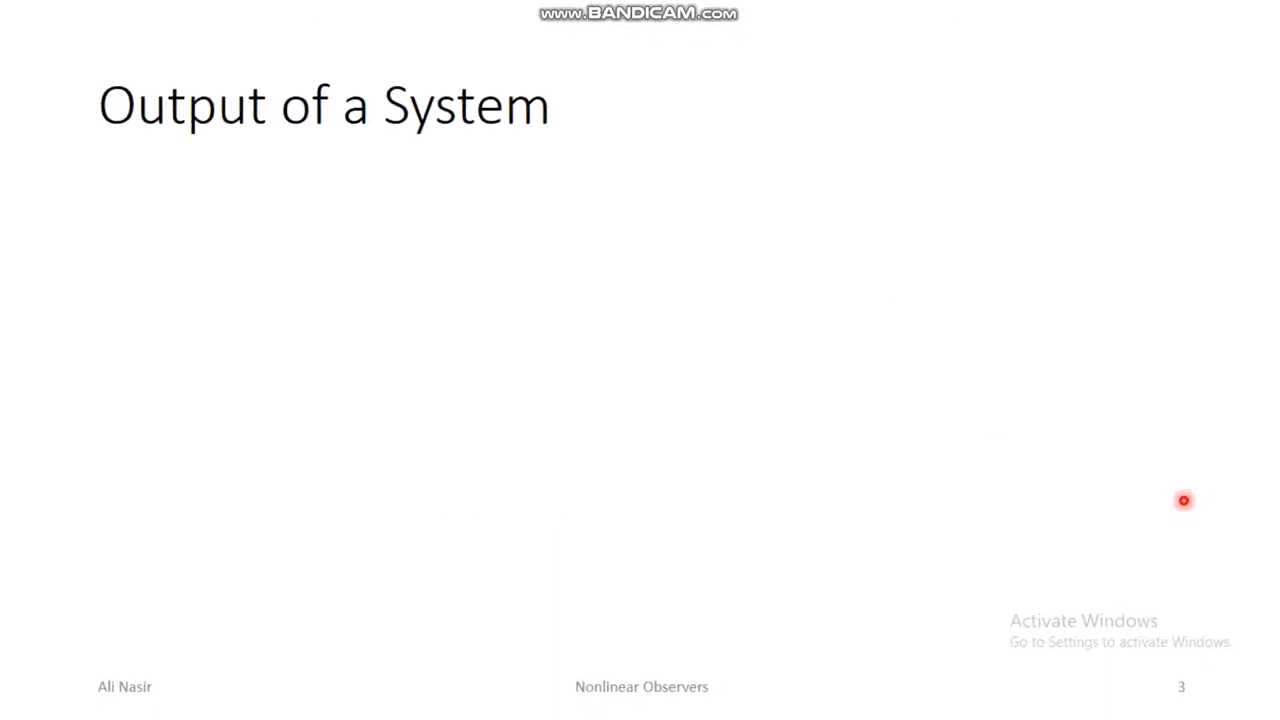 www.BANDICAM.com
Output of a System
Activate Windows
Go to Settings to activate Windows.
Ali Nasir
Nonlinear Observers
3